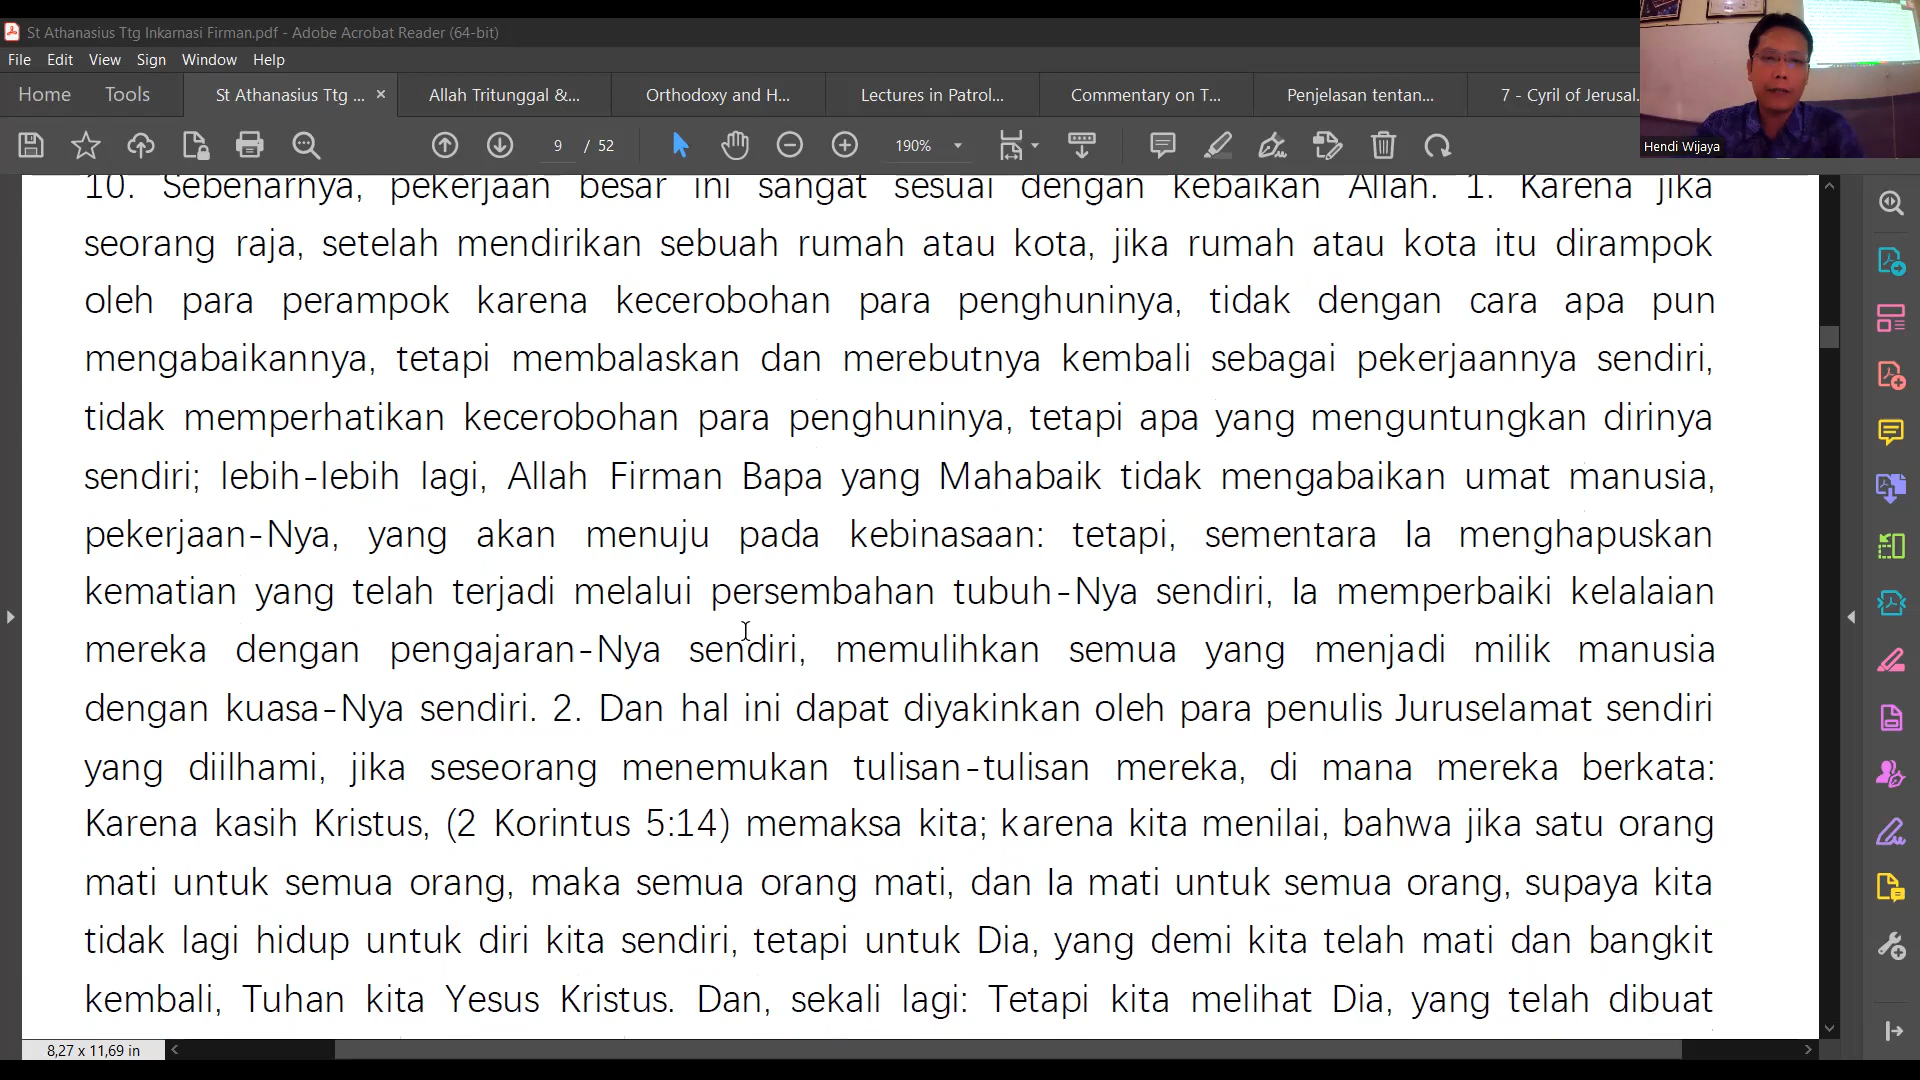 St Athanasius Ttg Inkarnasi Firman.pdf - Adobe Acrobat Reader (64-bit)
File Edit View Sign Window Help
Home Tools St Athanasius Ttg ... × Allah Tritunggal &... Orthodoxy and H... Lectures in Patrol... Commentary on T... Penjelasan tentan... 7 - Cyril of Jerusal.
9 / 52 190%
Hendi Wijaya
10. Sebenarnya, pekerjaan besar ini sangat sesuai dengan kebaikan Allah. 1. Karena jika
seorang raja, setelah mendirikan sebuah rumah atau kota, jika rumah atau kota itu dirampok
oleh para perampok karena kecerobohan para penghuninya, tidak dengan cara apa pun
mengabaikannya, tetapi membalaskan dan merebutnya kembali sebagai pekerjaannya sendiri,
tidak memperhatikan kecerobohan para penghuninya, tetapi apa yang menguntungkan dirinya
sendiri; lebih-lebih lagi, Allah Firman Bapa yang Mahabaik tidak mengabaikan umat manusia,
pekerjaan-Nya, yang akan menuju pada kebinasaan: tetapi, sementara Ia menghapuskan
kematian yang telah terjadi melalui persembahan tubuh-Nya sendiri, Ia memperbaiki kelalaian
mereka dengan pengajaran-Nya sendiri, memulihkan semua yang menjadi milik manusia
dengan kuasa-Nya sendiri. 2. Dan hal ini dapat diyakinkan oleh para penulis Juruselamat sendiri
yang diilhami, jika seseorang menemukan tulisan-tulisan mereka, di mana mereka berkata:
Karena kasih Kristus, (2 Korintus 5:14) memaksa kita; karena kita menilai, bahwa jika satu orang
mati untuk semua orang, maka semua orang mati, dan Ia mati untuk semua orang, supaya kita
tidak lagi hidup untuk diri kita sendiri, tetapi untuk Dia, yang demi kita telah mati dan bangkit
kembali, Tuhan kita Yesus Kristus. Dan, sekali lagi: Tetapi kita melihat Dia, yang telah dibuat
8,27 x 11,69 in